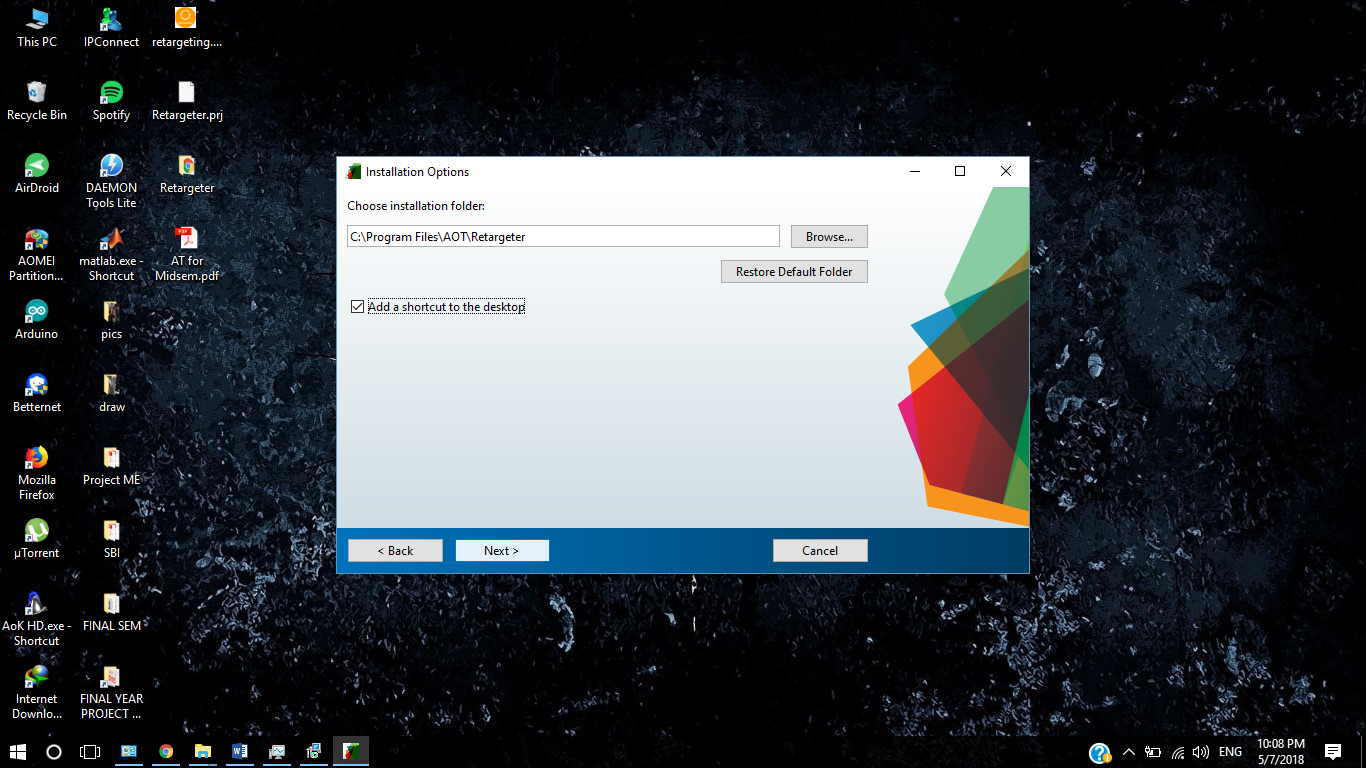 This PC
IPConnect
retargeting....
Recycle Bin
Spotify
Retargeter.prj
AirDroid
DAEMON
Tools Lite
Retargeter
AOMEI
Partition...
matlab.exe -
Shortcut
PDF
AT for
Midsem.pdf
Arduino
pics
Betternet
draw
Mozilla
Firefox
Project ME
µTorrent
SBI
AoK HD.exe -
Shortcut
FINAL SEM
Internet
Downlo...
FINAL YEAR
PROJECT ...
Installation Options
Choose installation folder:
C:\Program Files\AOT\Retargeter
Browse...
Restore Default Folder
Add a shortcut to the desktop
< Back
Next >
Cancel
ENG
10:08 PM
5/7/2018